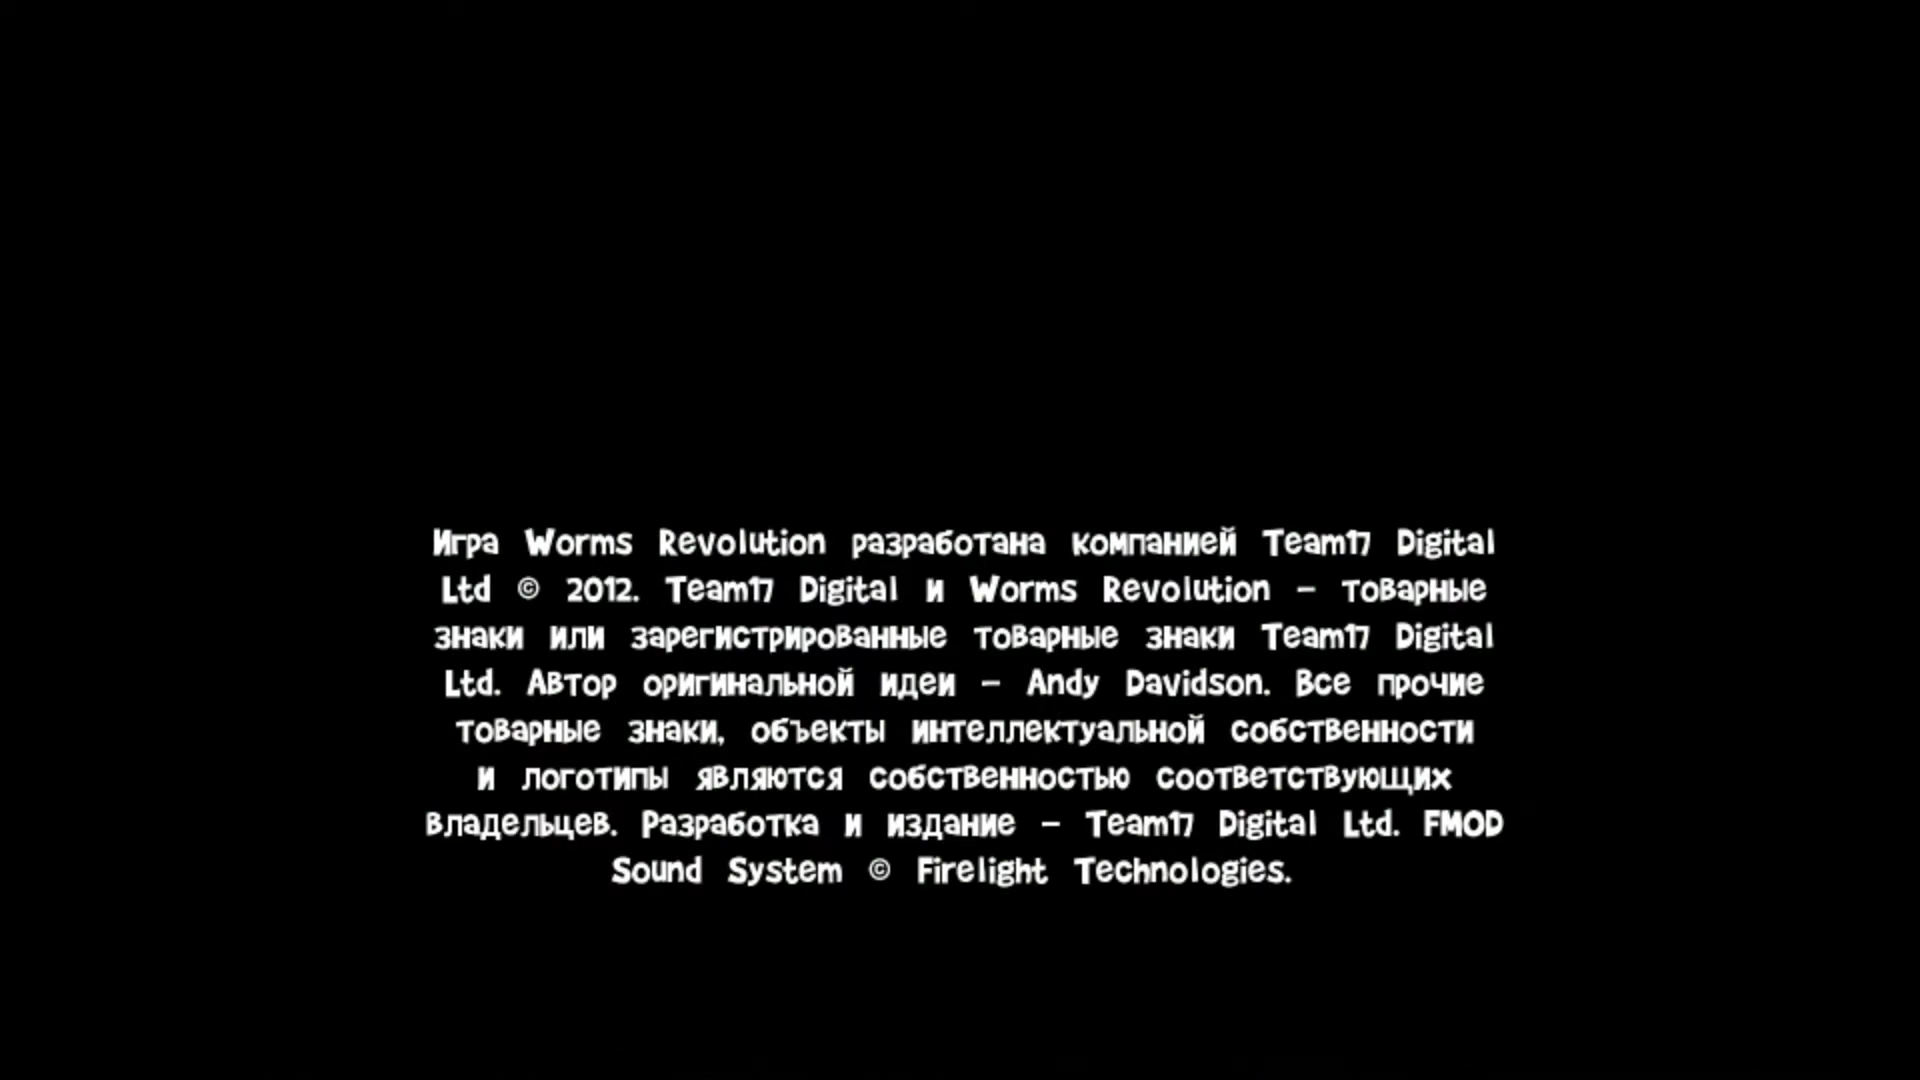 Игра Worms Revolution разработана компанией Team17 Digital
Ltd © 2012. Team17 Digital и Worms Revolution – товарные
знаки или зарегистрированные товарные знаки Team17 Digital
Ltd. Автор оригинальной идеи – Andy Davidson. Все прочие
товарные знаки, объекты интеллектуальной собственности
и логотипы являются собственностью соответствующих
владельцев. Разработка и издание – Team17 Digital Ltd. FMOD
Sound System © Firelight Technologies.